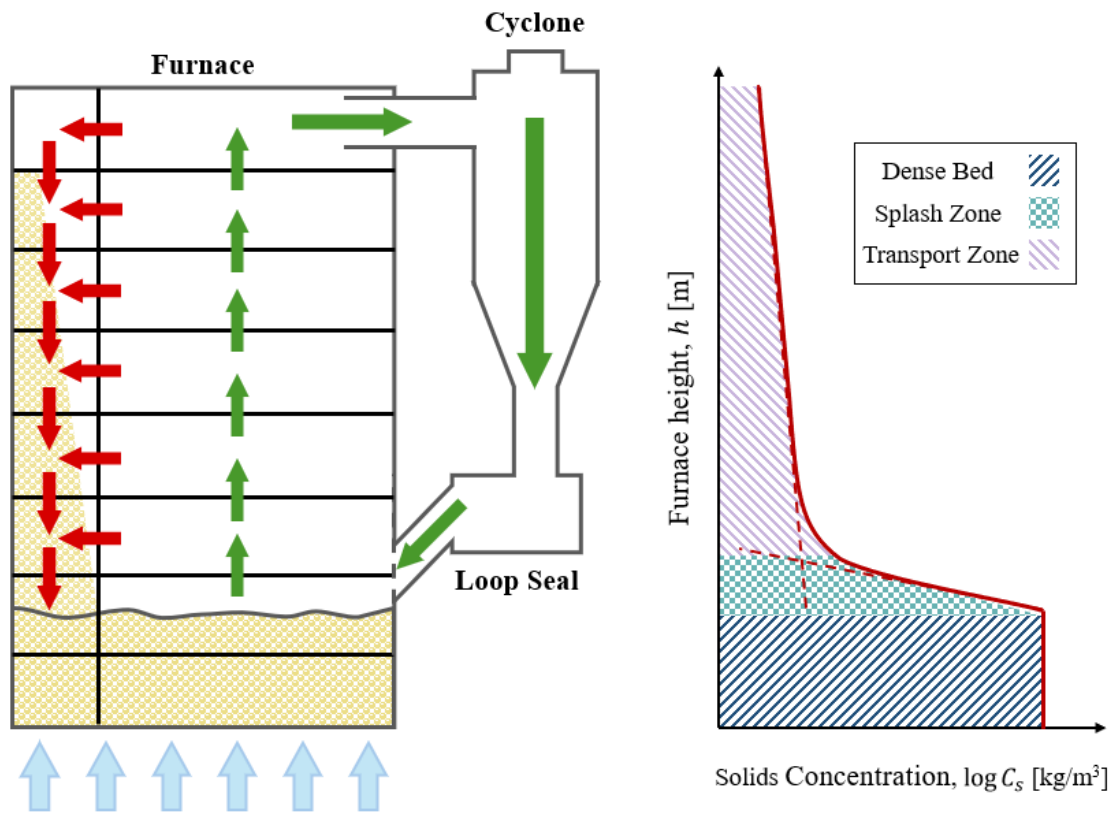 Cyclone
Furnace
Loop Seal
Dense Bed
Splash Zone
Transport Zone
Furnace height, h [m]
Solids Concentration, log Cₛ [kg/m³]